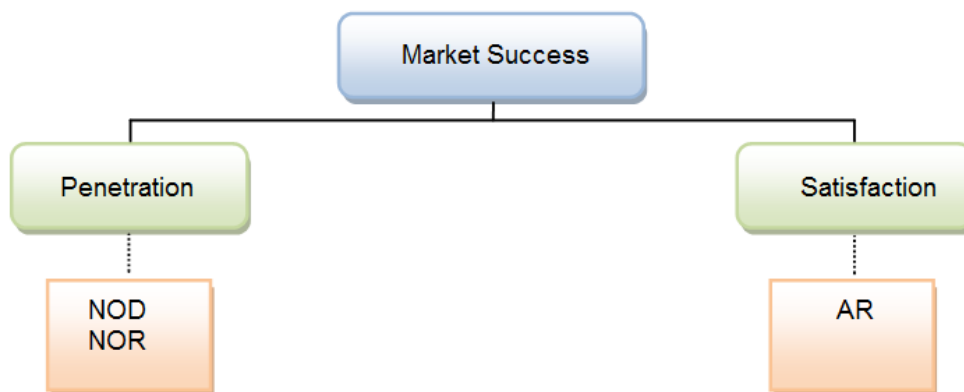 Market Success
Penetration
Satisfaction
NOD
NOR
AR